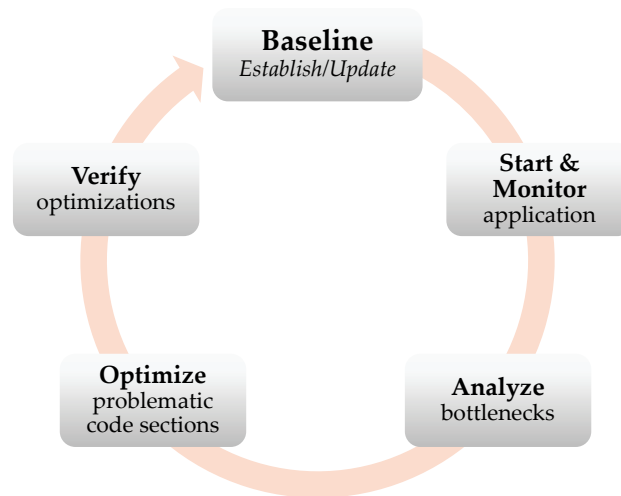 Baseline
Establish/Update
Start &
Monitor
application
Analyze
bottlenecks
Optimize
problematic
code sections
Verify
optimizations